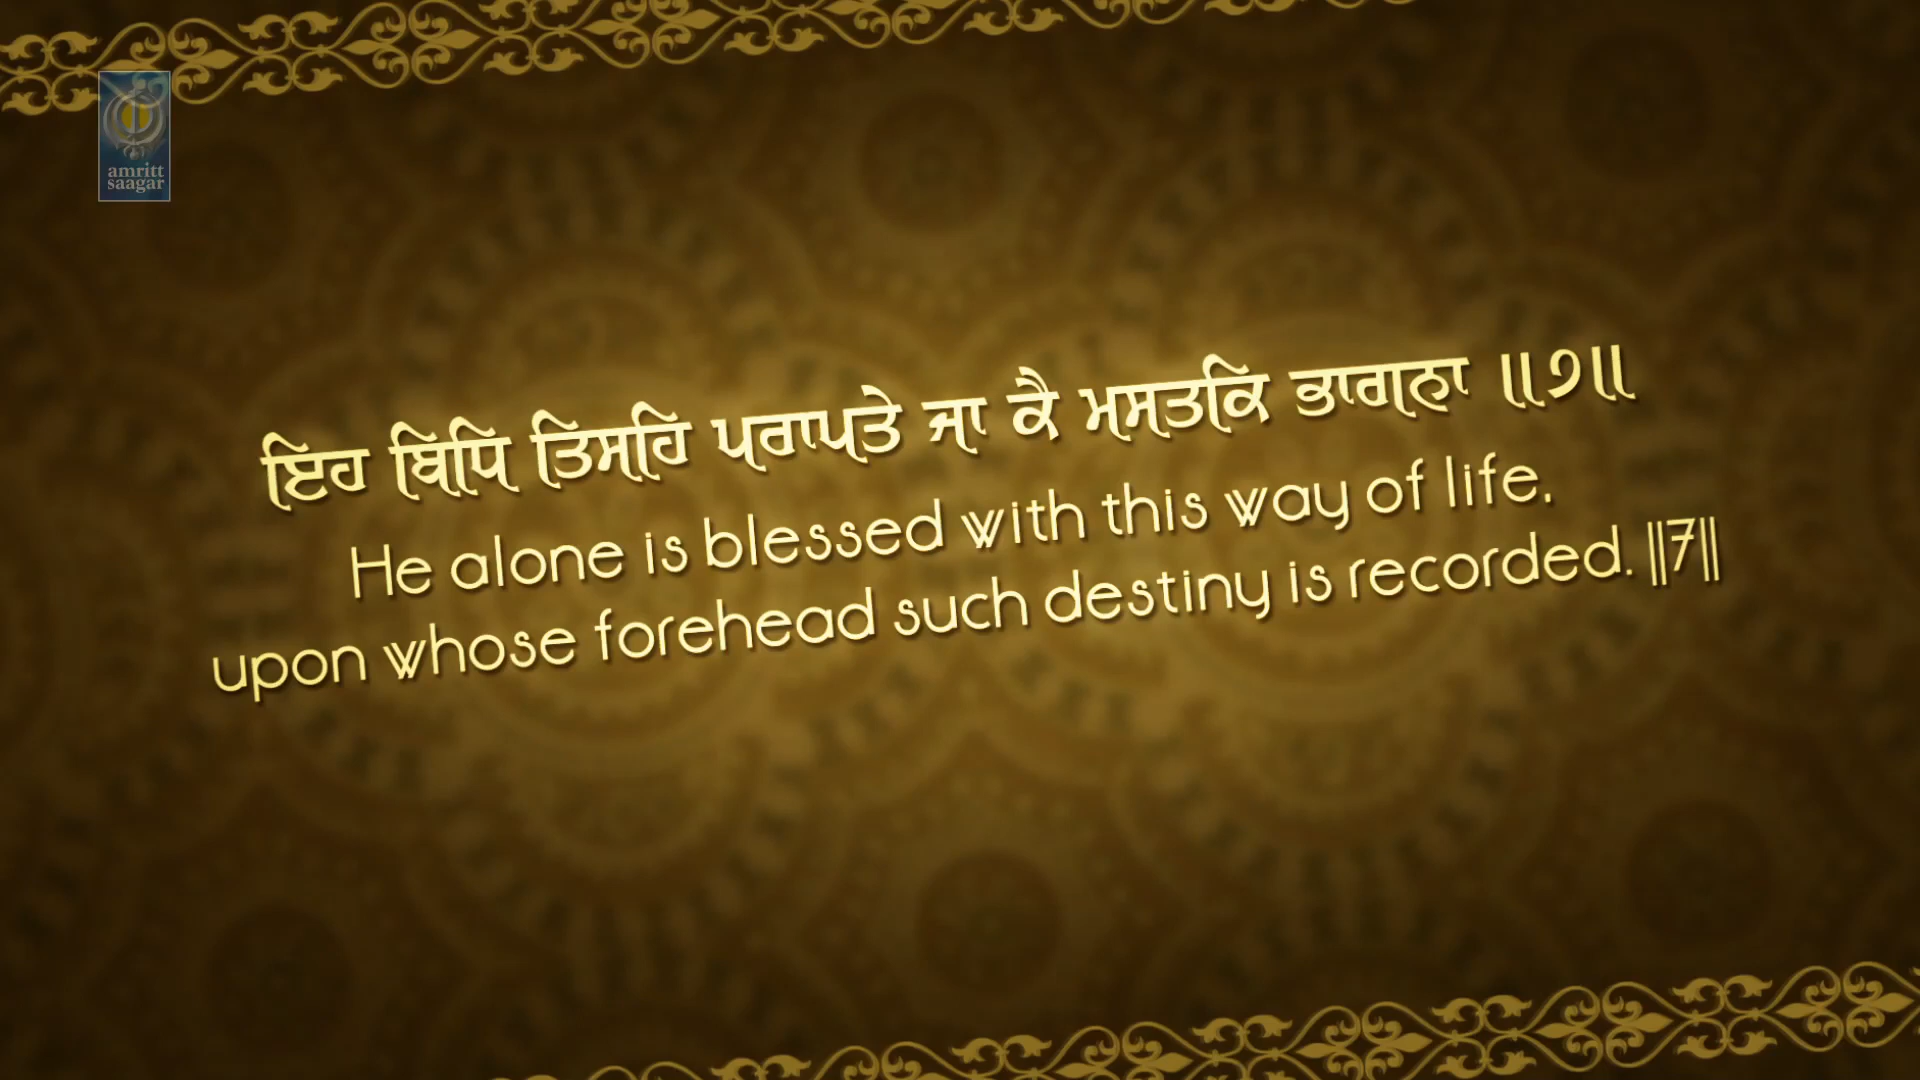 amritt
saagar
ਇਹ ਬਿਧਿ ਤਿਸਹਿ ਪਰਾਪਤੇ ਜਾ ਕੈ ਮਸਤਕਿ ਭਾਗਨਾ ॥੭॥
He alone is blessed with this way of life,
upon whose forehead such destiny is recorded. ||7||